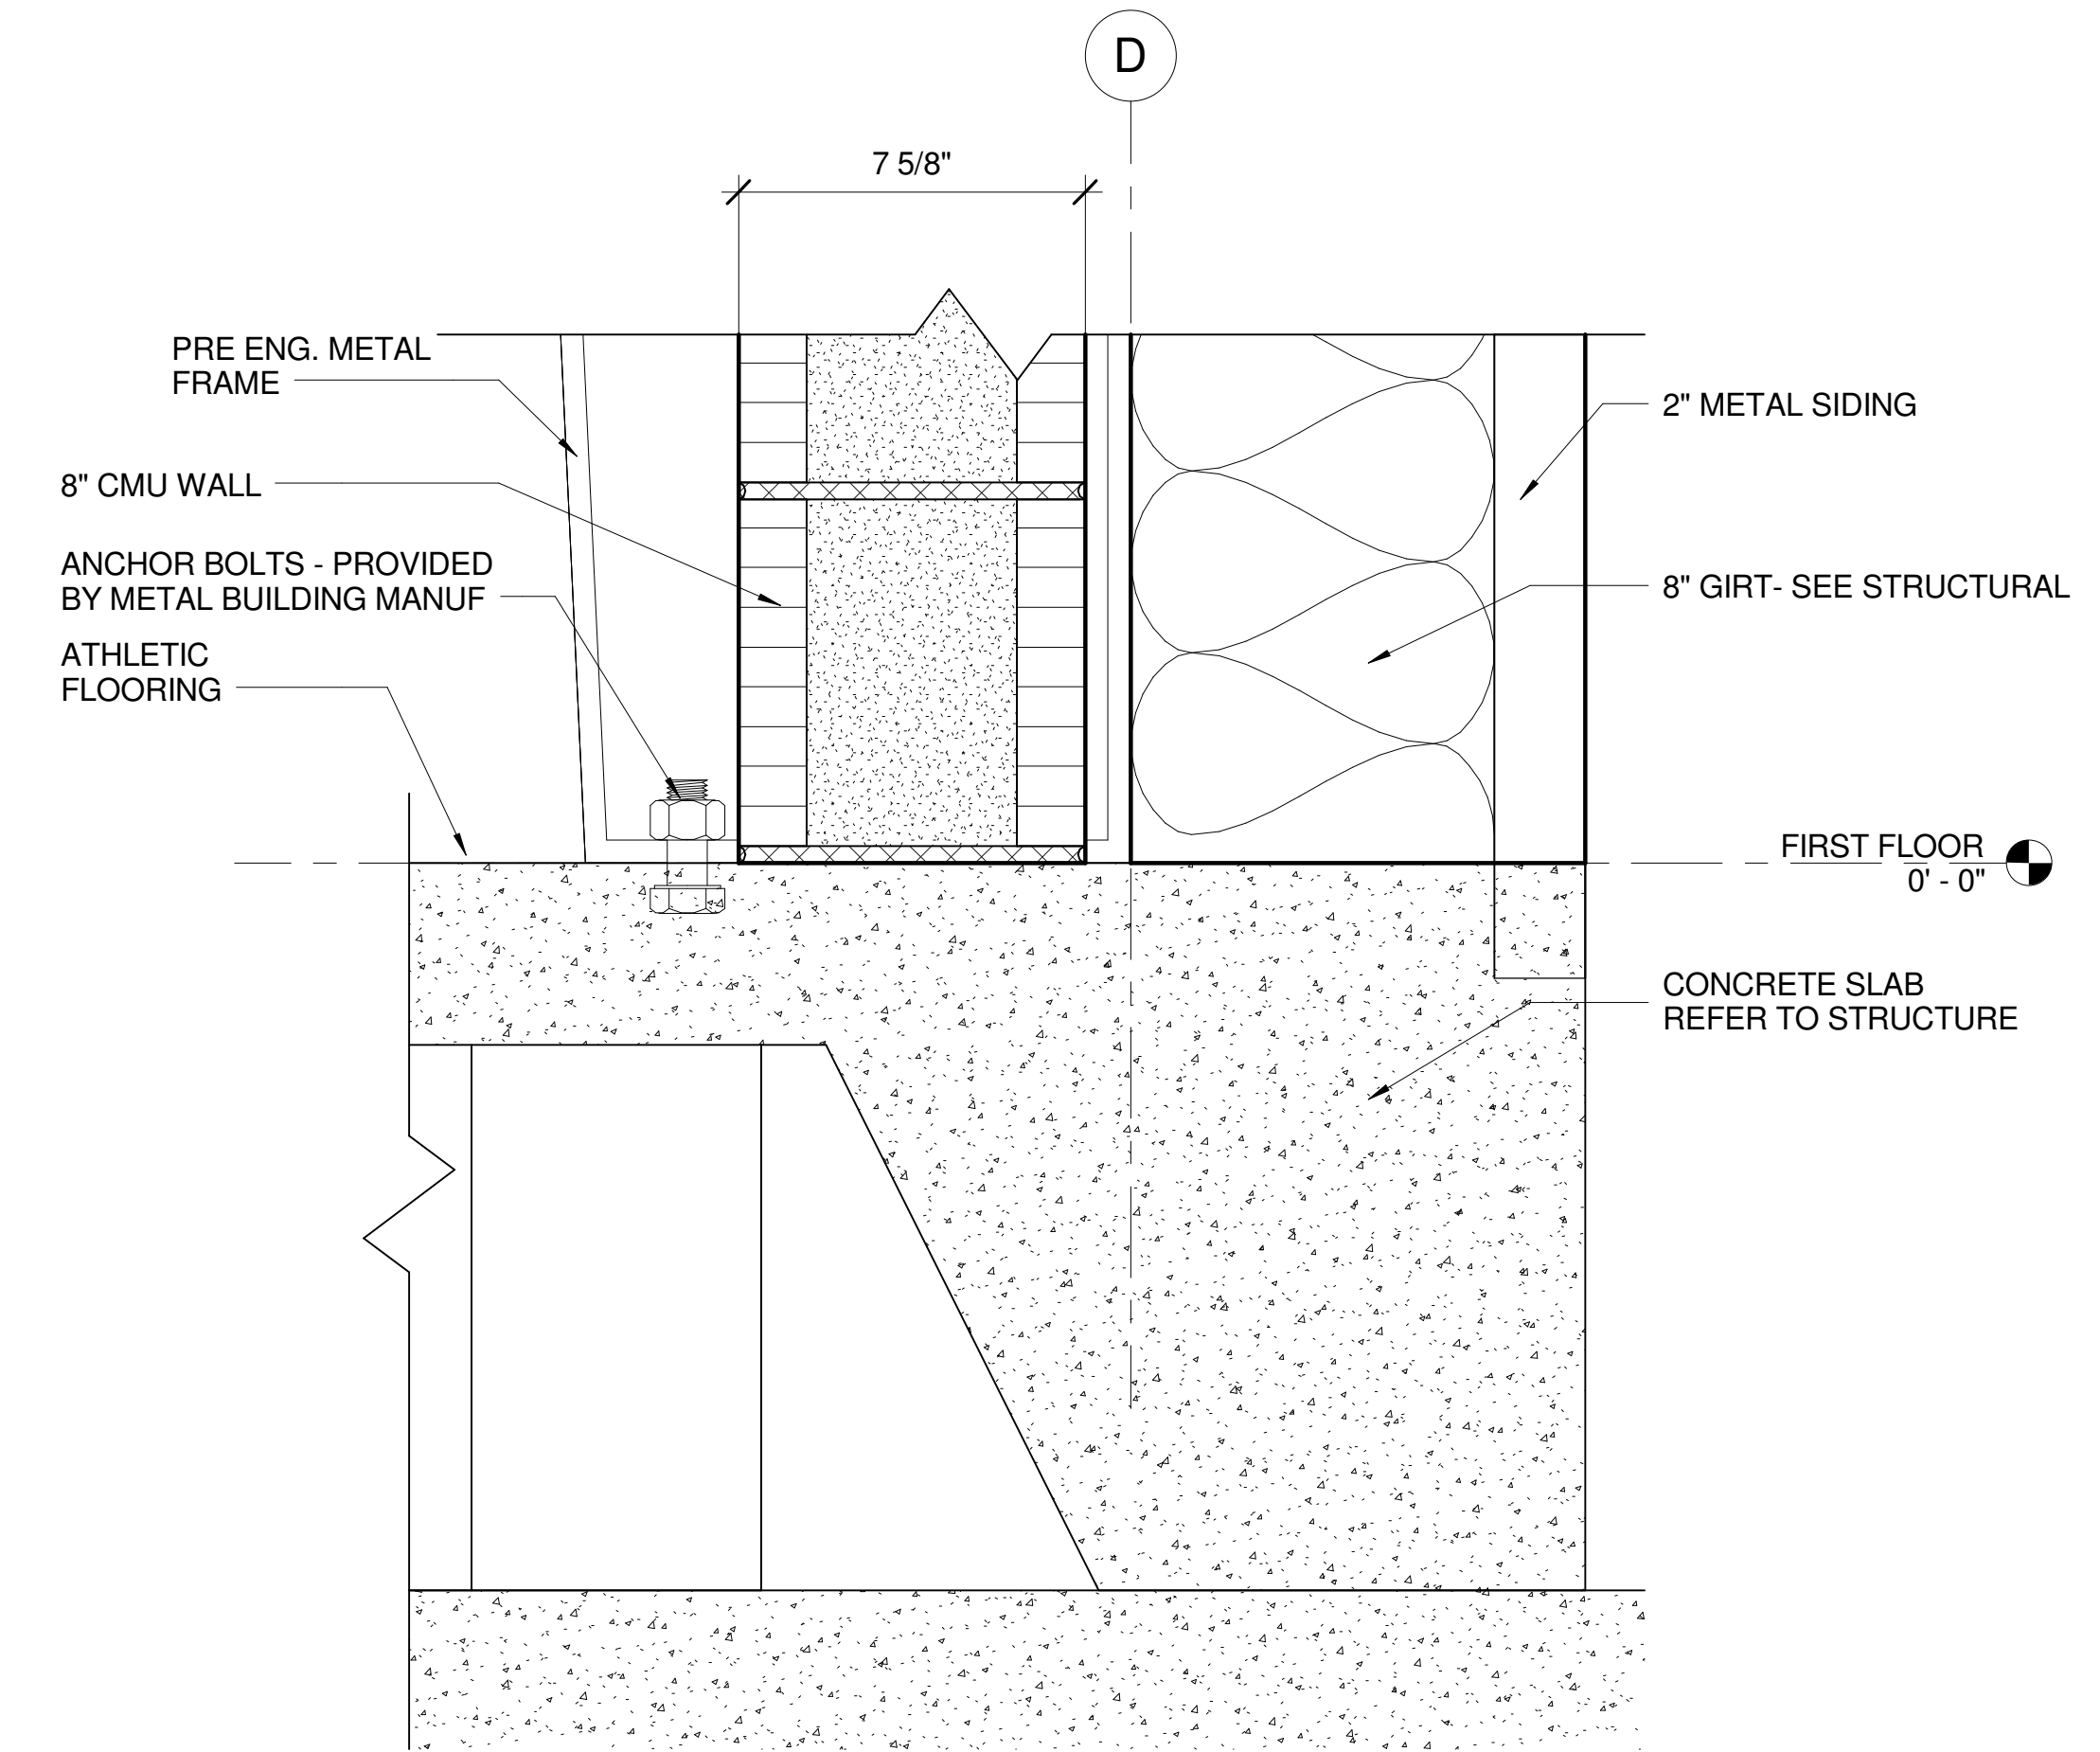 D
7 5/8"
PRE ENG. METAL
FRAME
8" CMU WALL
ANCHOR BOLTS - PROVIDED
BY METAL BUILDING MANUF
ATHLETIC
FLOORING
2" METAL SIDING
8" GIRT- SEE STRUCTURAL
FIRST FLOOR
0' - 0"
CONCRETE SLAB
REFER TO STRUCTURE